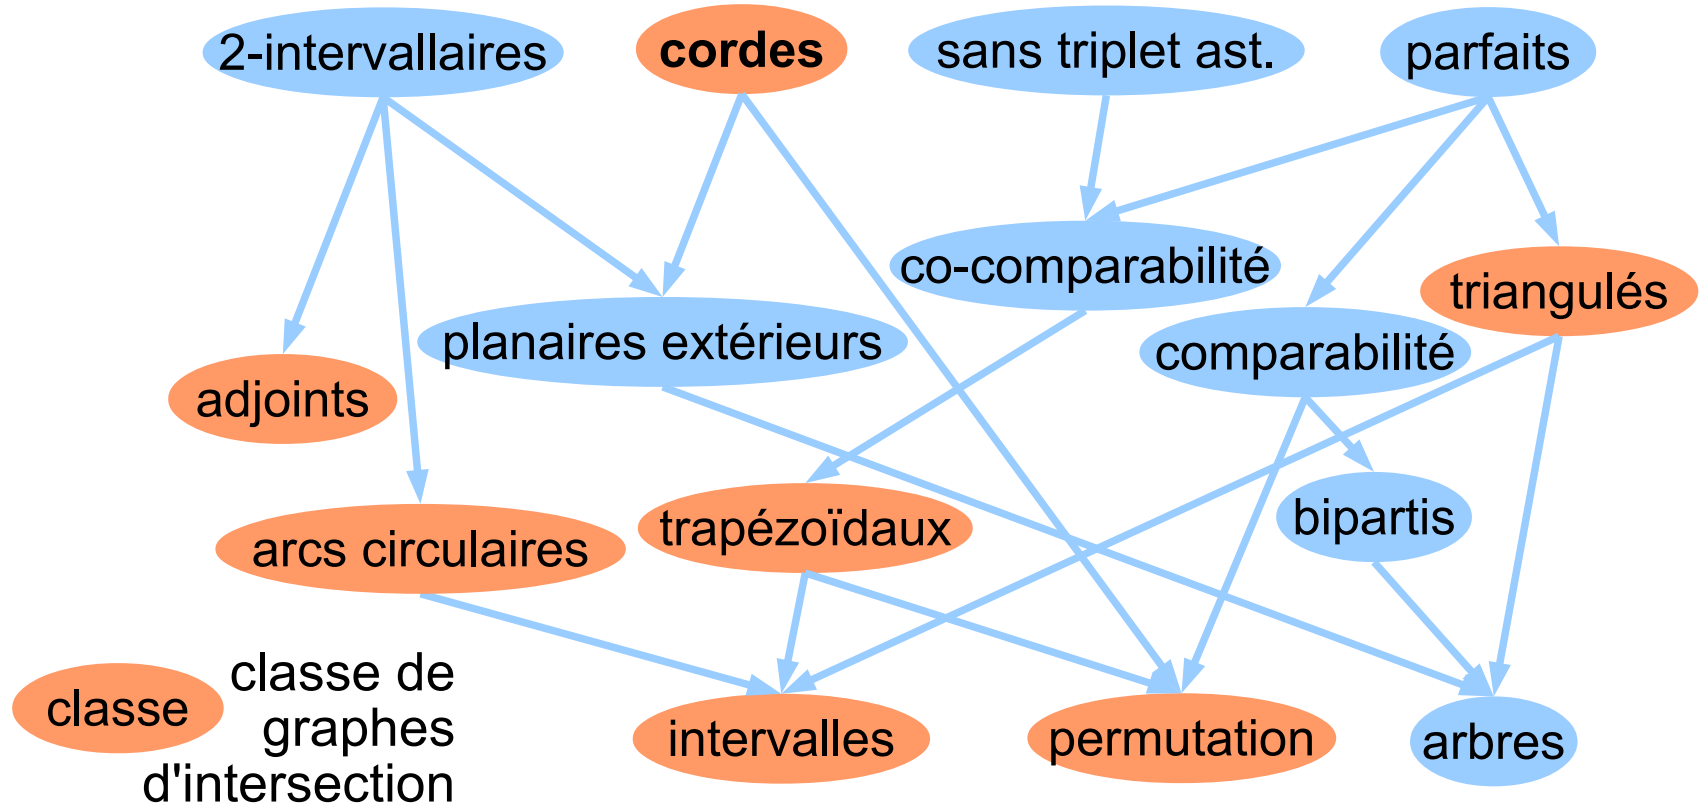 2-intervallaires
cordes
sans triplet ast.
parfaits
co-comparabilité
triangulés
planaires extérieurs
comparabilité
adjoints
bipartis
trapézoïdaux
arcs circulaires
classe
classe de
graphes
d'intersection
intervalles
permutation
arbres